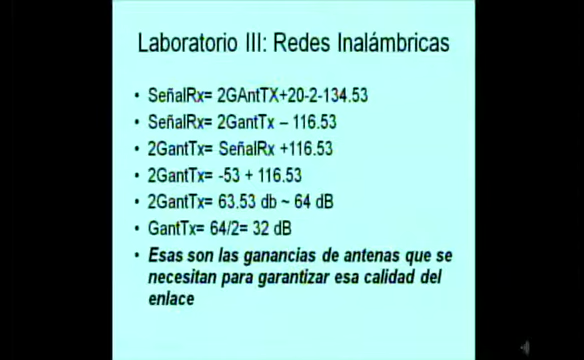 Laboratorio III: Redes Inalámbricas
• SeñalRx= 2GAntTX+20-2-134.53
• SeñalRx= 2GantTx – 116.53
• 2GantTx= SeñalRx +116.53
• 2GantTx= -53 + 116.53
• 2GantTx= 63.53 db ~ 64 dB
• GantTx= 64/2= 32 dB
• Esas son las ganancias de antenas que se
necesitan para garantizar esa calidad del
enlace